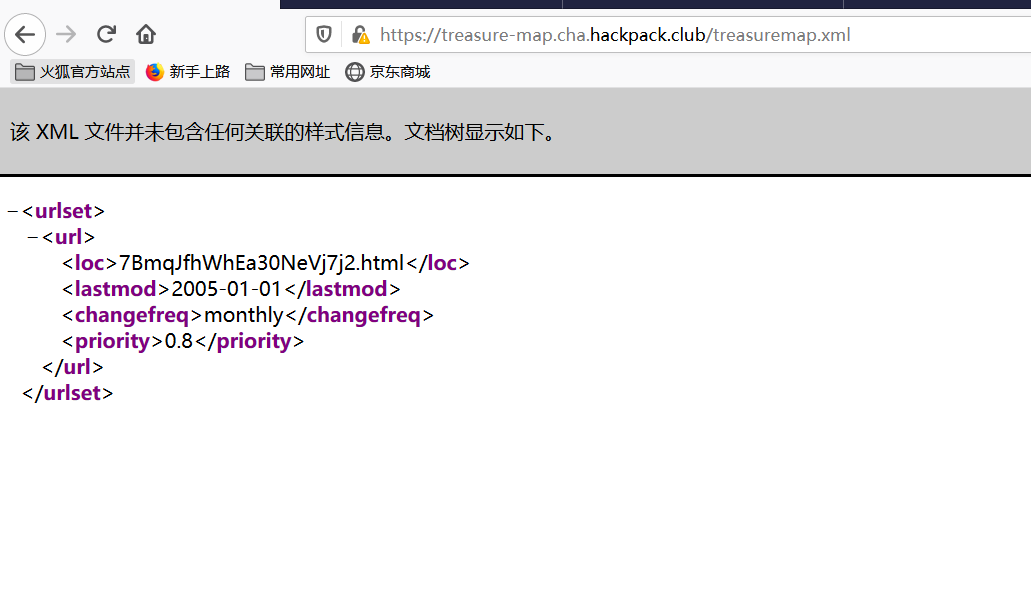 https://treasure-map.cha.hackpack.club/treasuremap.xml
火狐官方站点 新手上路 常用网址 京东商城
该 XML 文件并未包含任何关联的样式信息。文档树显示如下。
−<urlset>
−<url>
<loc>7BmqJfhWhEa30NeVj7j2.html</loc>
<lastmod>2005-01-01</lastmod>
<changefreq>monthly</changefreq>
<priority>0.8</priority>
</url>
</urlset>